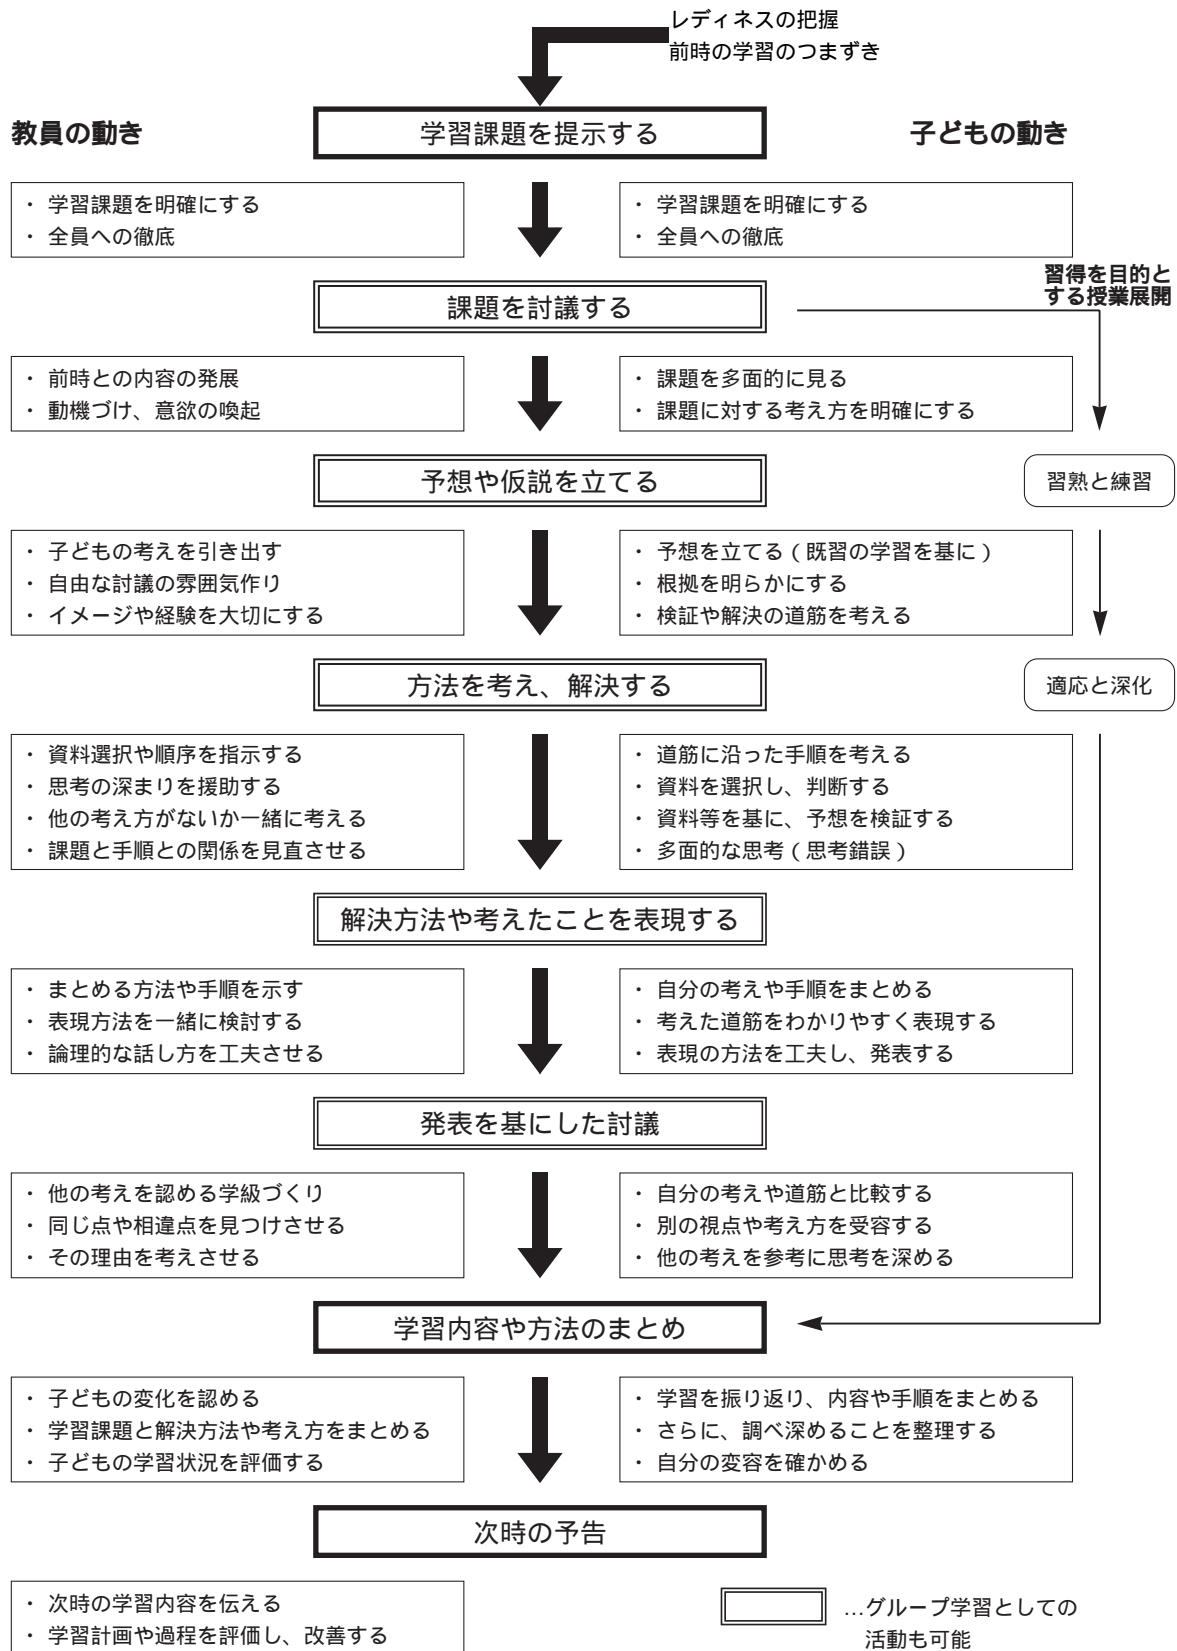 レディネスの把握
前時の学習のつまずき
教員の動き
学習課題を提示する
子どもの動き
・ 学習課題を明確にする
・ 全員への徹底
・ 学習課題を明確にする
・ 全員への徹底
習得を目的と
する授業展開
課題を討議する
・ 前時との内容の発展
・ 動機づけ、意欲の喚起
・ 課題を多面的に見る
・ 課題に対する考え方を明確にする
予想や仮説を立てる
習熟と練習
・ 子どもの考えを引き出す
・ 自由な討議の雰囲気作り
・ イメージや経験を大切にする
・ 予想を立てる(既習の学習を基に)
・ 根拠を明らかにする
・ 検証や解決の道筋を考える
方法を考え、解決する
適応と深化
・ 資料選択や順序を指示する
・ 思考の深まりを援助する
・ 他の考え方がないか一緒に考える
・ 課題と手順との関係を見直させる
・ 道筋に沿った手順を考える
・ 資料を選択し、判断する
・ 資料等を基に、予想を検証する
・ 多面的な思考(思考錯誤)
解決方法や考えたことを表現する
・ まとめる方法や手順を示す
・ 表現方法を一緒に検討する
・ 論理的な話し方を工夫させる
・ 自分の考えや手順をまとめる
・ 考えた道筋をわかりやすく表現する
・ 表現の方法を工夫し、発表する
発表を基にした討議
・ 他の考えを認める学級づくり
・ 同じ点や相違点を見つけさせる
・ その理由を考えさせる
・ 自分の考えや道筋と比較する
・ 別の視点や考え方を受容する
・ 他の考えを参考に思考を深める
学習内容や方法のまとめ
・ 子どもの変化を認める
・ 学習課題と解決方法や考え方をまとめる
・ 子どもの学習状況を評価する
・ 学習を振り返り、内容や手順をまとめる
・ さらに、調べ深めることを整理する
・ 自分の変容を確かめる
次時の予告
・ 次時の学習内容を伝える
・ 学習計画や過程を評価し、改善する
…グループ学習としての
活動も可能